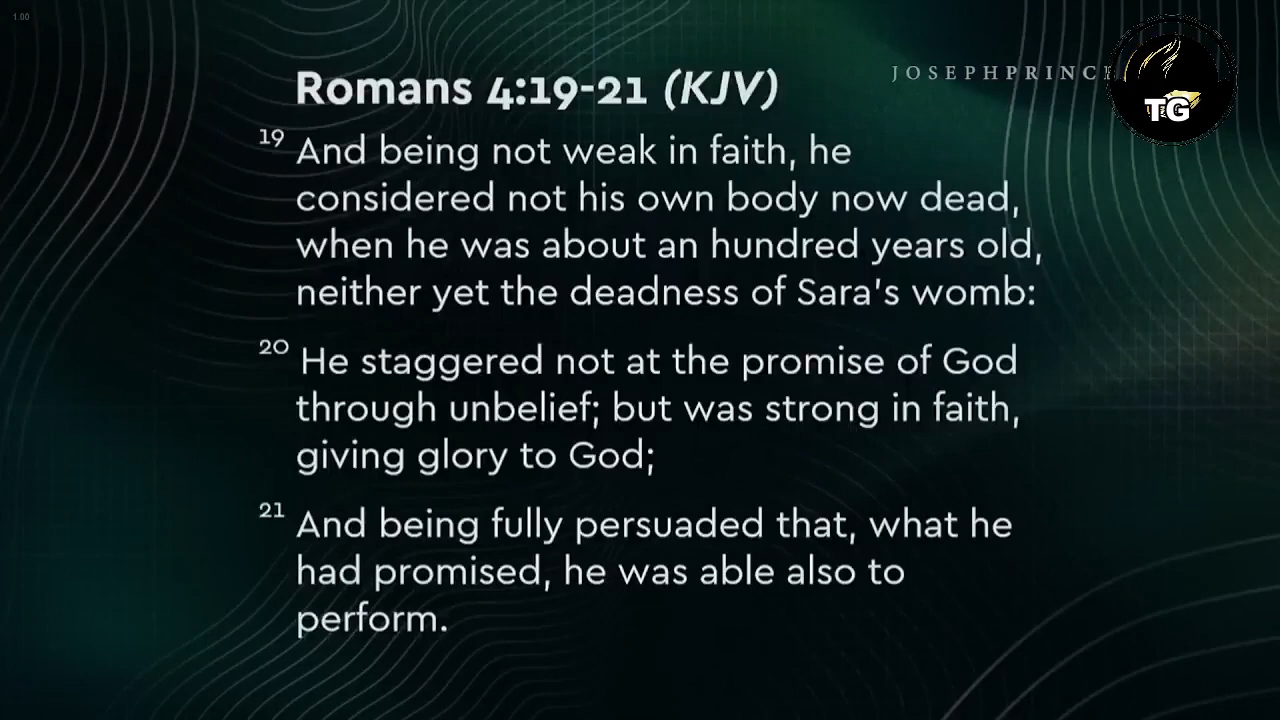 1.00
Romans 4:19-21 (KJV)
JOSEPHPRINC
TG
19 And being not weak in faith, he
considered not his own body now dead,
when he was about an hundred years old,
neither yet the deadness of Sara's womb:
20 He staggered not at the promise of God
through unbelief; but was strong in faith,
giving glory to God;
21 And being fully persuaded that, what he
had promised, he was able also to
perform.